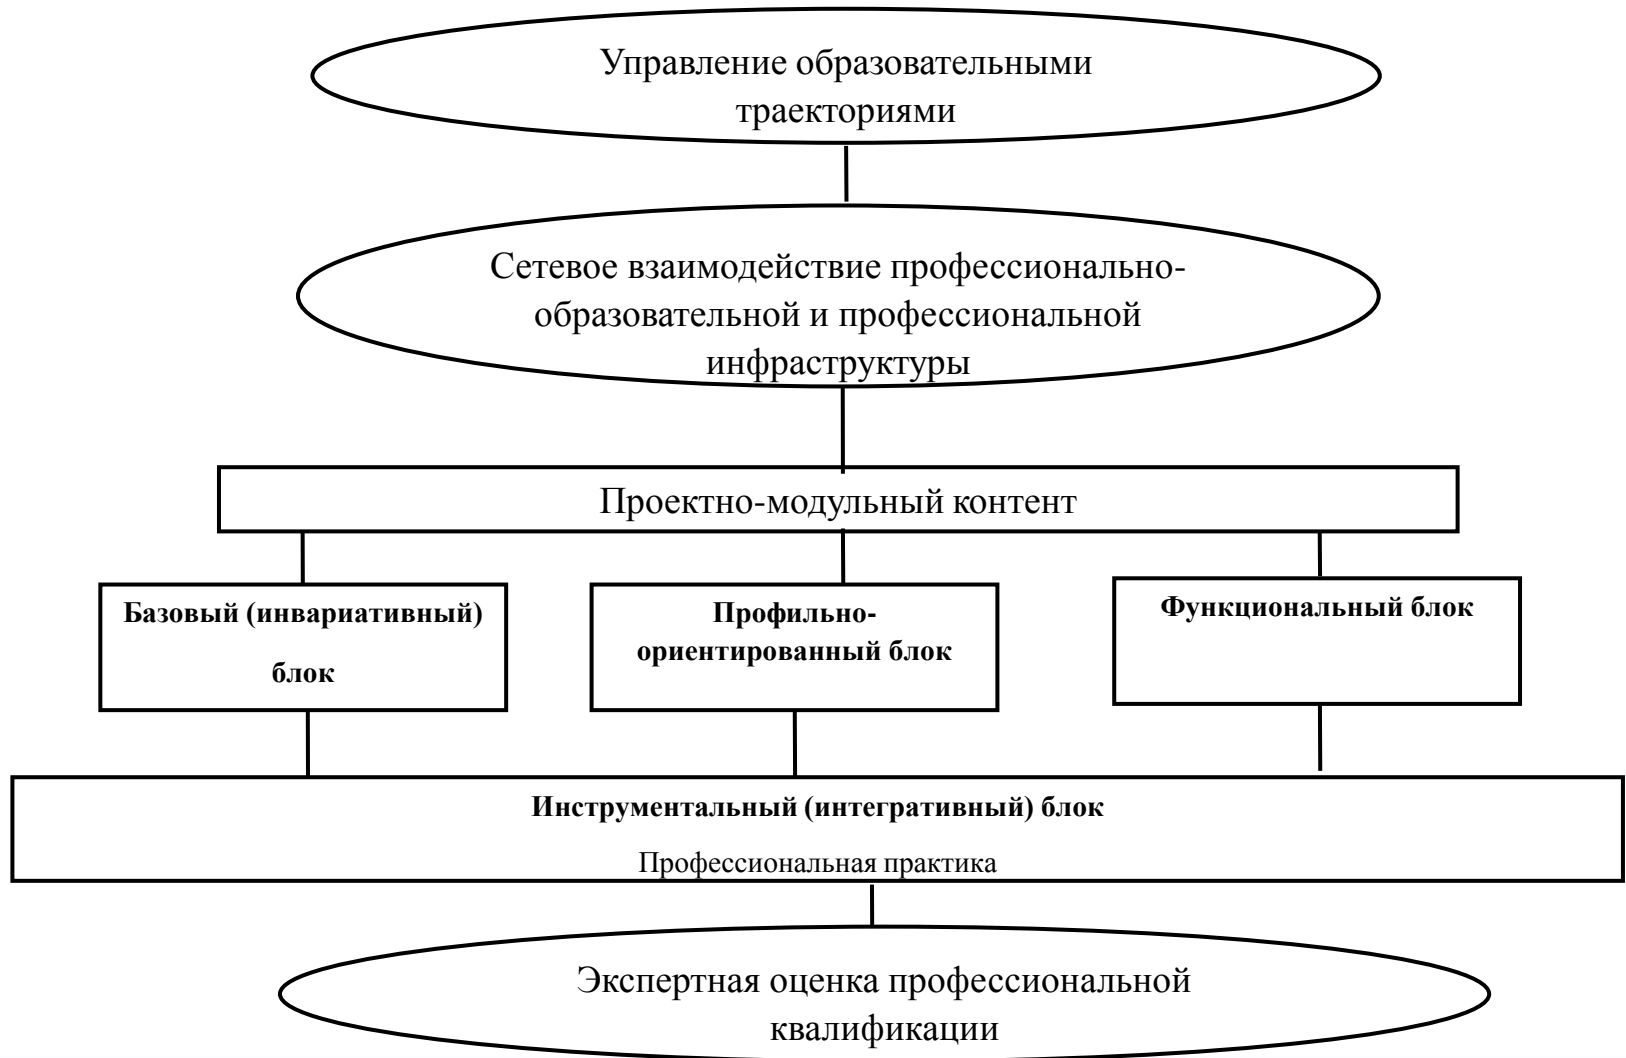 Управление образовательными
траекториями
Сетевое взаимодействие профессионально-
образовательной и профессиональной
инфраструктуры
Проектно-модульный контент
Базовый (инвариативный)
блок
Профильно-
ориентированный блок
Функциональный блок
Инструментальный (интегративный) блок
Профессиональная практика
Экспертная оценка профессиональной
квалификации